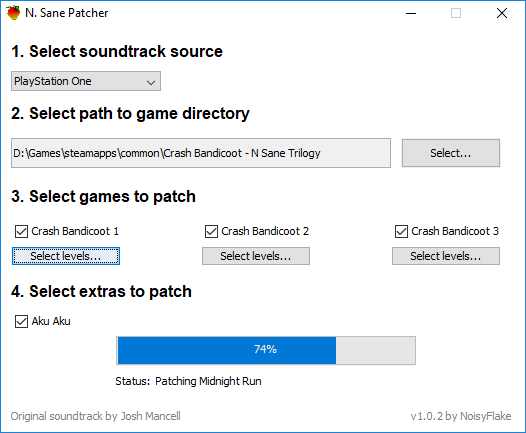 N. Sane Patcher
1. Select soundtrack source
PlayStation One
2. Select path to game directory
D:\Games\steamapps\common\Crash Bandicoot - N Sane Trilogy
Select...
3. Select games to patch
Crash Bandicoot 1
Crash Bandicoot 2
Crash Bandicoot 3
Select levels...
Select levels...
Select levels...
4. Select extras to patch
Aku Aku
74%
Status: Patching Midnight Run
Original soundtrack by Josh Mancell
v1.0.2 by NoisyFlake